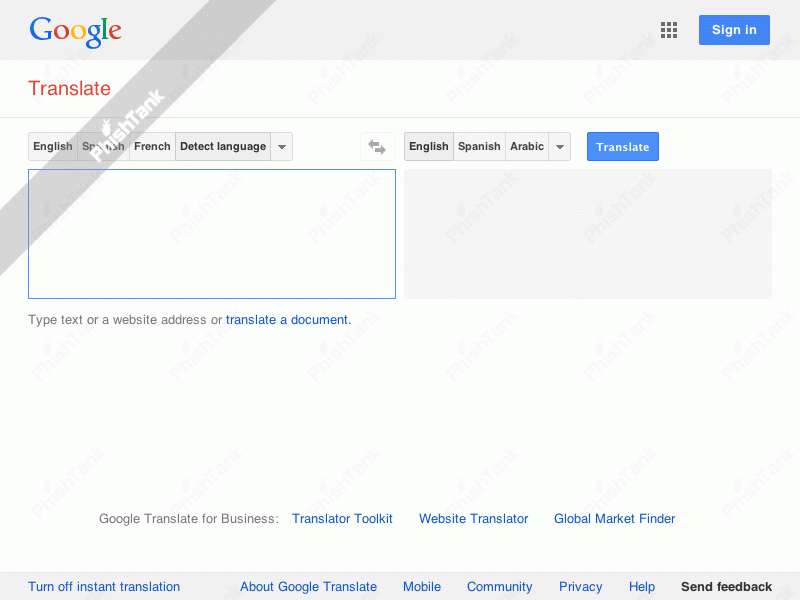 Google
Sign in
Translate
PhishTank
English Spanish French Detect language English Spanish Arabic Translate
Type text or a website address or translate a document.
Google Translate for Business: Translator Toolkit Website Translator Global Market Finder
Turn off instant translation About Google Translate Mobile Community Privacy Help Send feedback